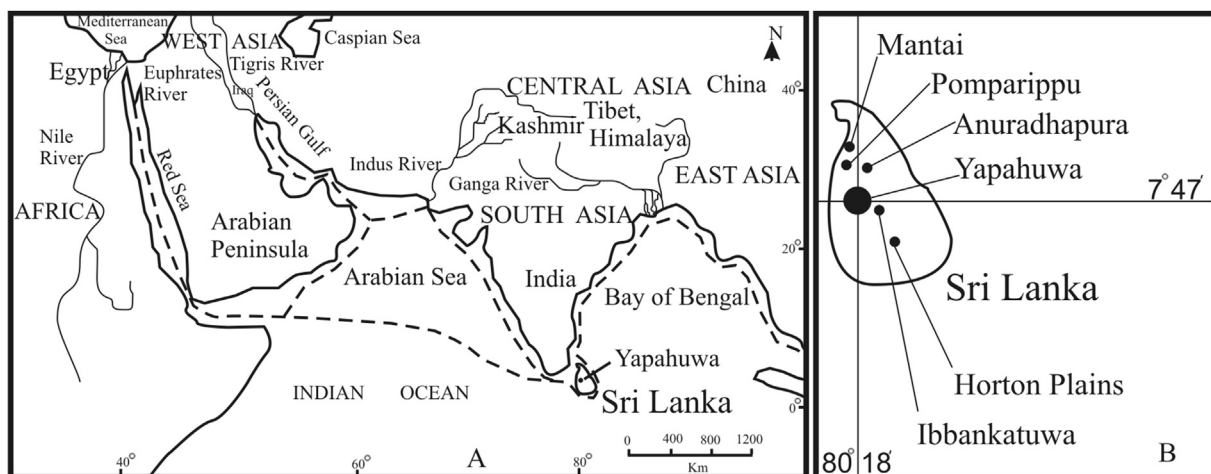 Mediterranean
Sea
WEST ASIA
Caspian Sea
N
Egypt
Euphrates
River
Tigris River
Iraq
Persian Gulf
CENTRAL ASIA
China
40°
Tibet,
Kashmir
Himalaya
Nile
River
Red Sea
Indus River
Ganga River
EAST ASIA
AFRICA
Arabian
Peninsula
SOUTH ASIA
20°
Arabian Sea
India
Bay of Bengal
Yapahuwa
INDIAN OCEAN
Sri Lanka
0°
0 400 800 1200
Km
A
40°
60°
80°
Mantai
Pomparippu
Anuradhapura
Yapahuwa
7°47'
Sri Lanka
Horton Plains
Ibbankatuwa
B
80°18'